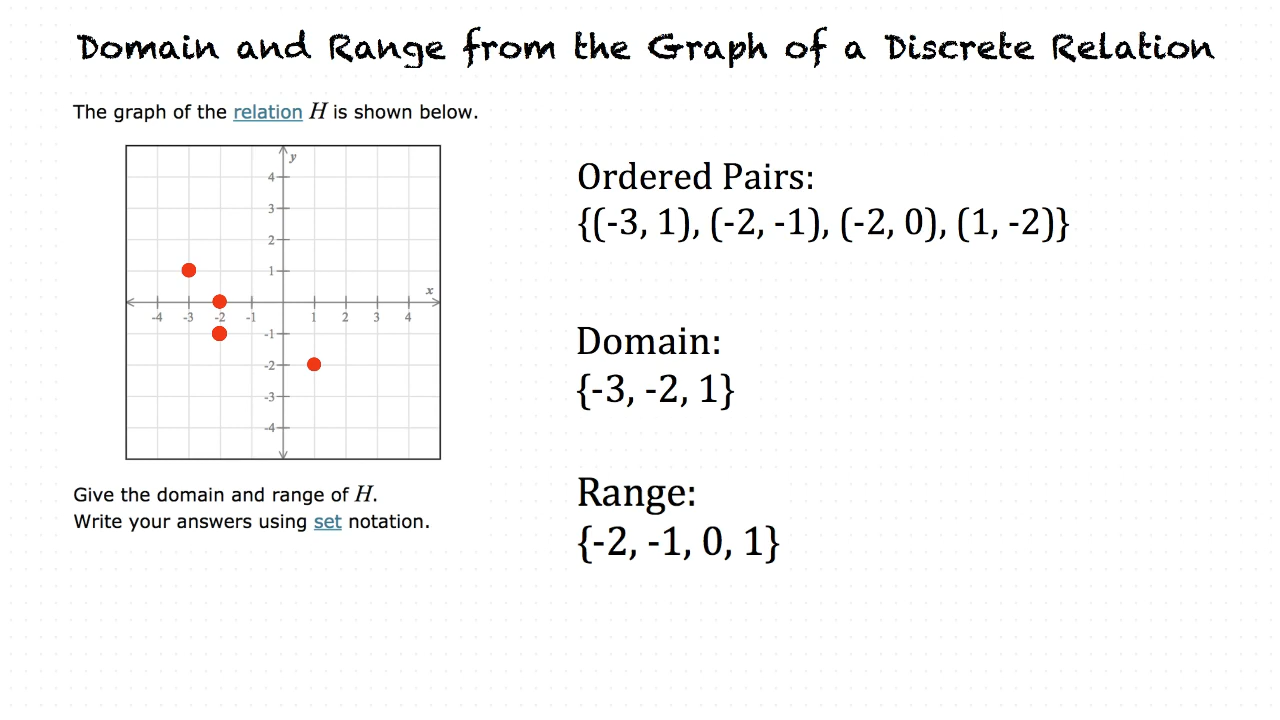 Domain and Range from the Graph of a Discrete Relation
The graph of the relation H is shown below.
y
4
3
2
1
x
-4 -3 -2 -1 1 2 3 4
-1
-2
-3
-4
Give the domain and range of H.
Write your answers using set notation.
Ordered Pairs:
{(-3, 1), (-2, -1), (-2, 0), (1, -2)}
Domain:
{-3, -2, 1}
Range:
{-2, -1, 0, 1}